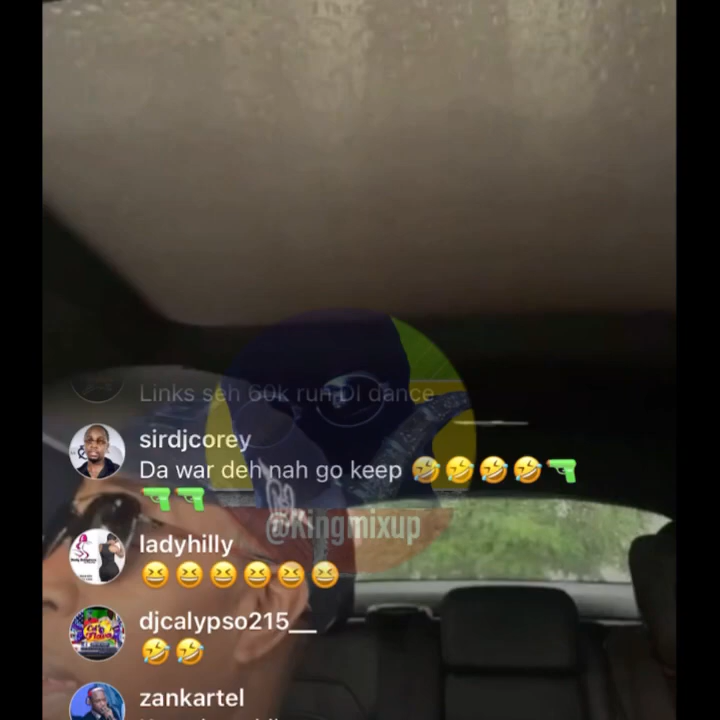 Links seh 60k run DI dance
sirdjcorey
Da war deh nah go keep 🤣🤣🤣🤣🔫
🔫🔫
@Kingmixup
ladyhilly
😆😆😆😆😆😆
djcalypso215__
🤣🤣
zankartel